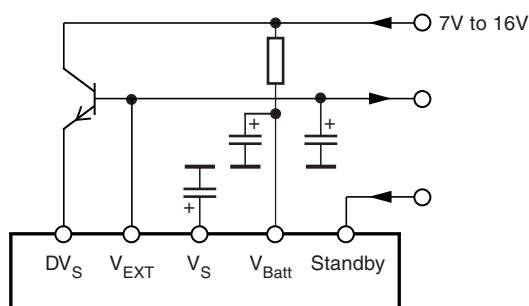 7V to 16V
+ +
+
DVS VEXT VS VBatt Standby